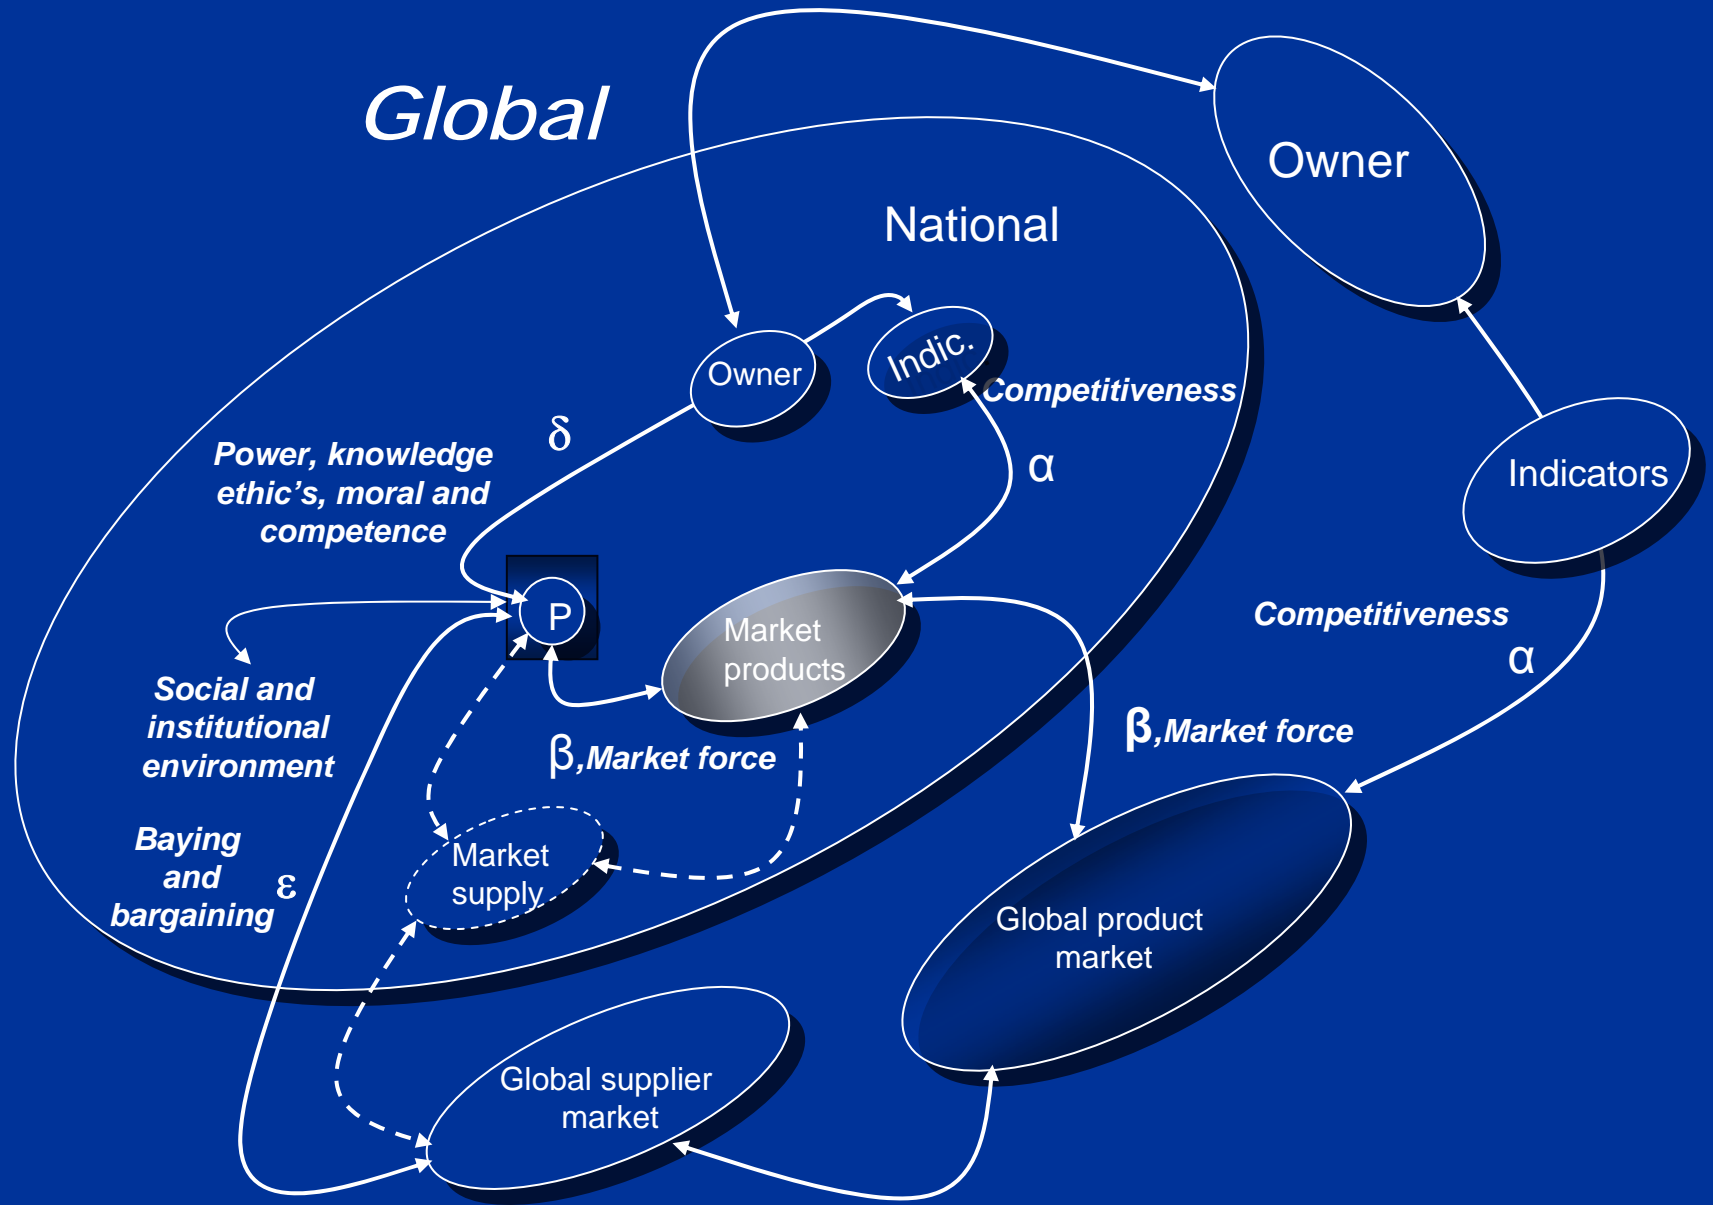 Global
Owner
National
Owner
Indic.
Competitiveness
δ
α
Power, knowledge
ethic's, moral and
competence
Indicators
P
Market
products
Competitiveness
α
Social and
institutional
environment
β,Market force
β,Market force
Baying
and
bargaining
ε
Market
supply
Global product
market
Global supplier
market